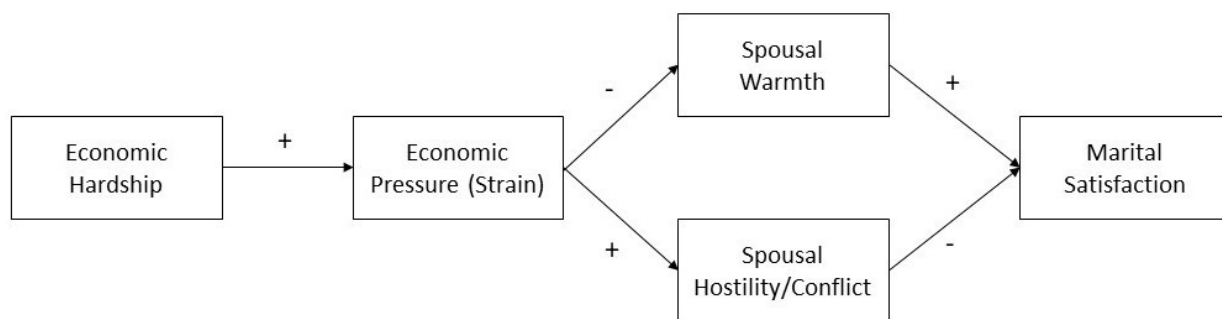 Economic
Hardship
+
Economic
Pressure (Strain)
-
+
Spousal
Warmth
Spousal
Hostility/Conflict
+
-
Marital
Satisfaction